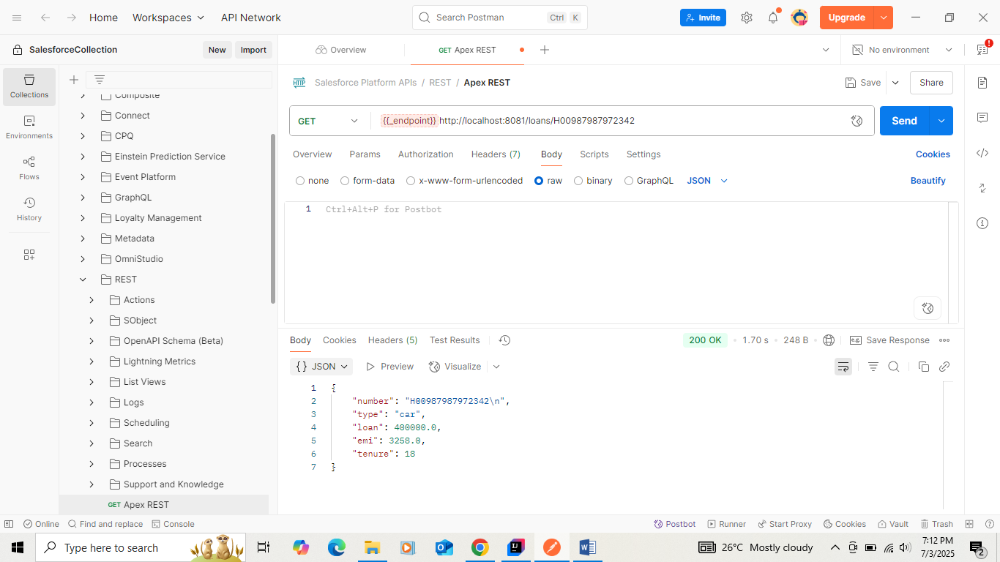 Home Workspaces API Network Search Postman Ctrl K Invite Upgrade
SalesforceCollection New Import Overview GET Apex REST No environment
Collections
Environments
Flows
History
Composite
Connect
CPQ
Einstein Prediction Service
Event Platform
GraphQL
Loyalty Management
Metadata
OmniStudio
REST
Actions
SObject
OpenAPI Schema (Beta)
Lightning Metrics
List Views
Logs
Scheduling
Search
Processes
Support and Knowledge
GET Apex REST
HTTP Salesforce Platform APIs / REST / Apex REST Save Share
GET {{_endpoint}}http://localhost:8081/loans/H00987987972342 Send
Overview Params Authorization Headers (7) Body Scripts Settings Cookies
none form-data x-www-form-urlencoded raw binary GraphQL JSON Beautify
1 Ctrl+Alt+P for Postbot
Body Cookies Headers (5) Test Results 200 OK 1.70 s 248 B e.g. Save Response
{} JSON Preview Visualize
1 {
2 "number": "H00987987972342\n",
3 "type": "car",
4 "loan": 400000.0,
5 "emi": 3258.0,
6 "tenure": 18
7 }
Online Find and replace Console Postbot Runner Start Proxy Cookies Vault Trash
Type here to search 26°C Mostly cloudy 7:12 PM
7/3/2025 2